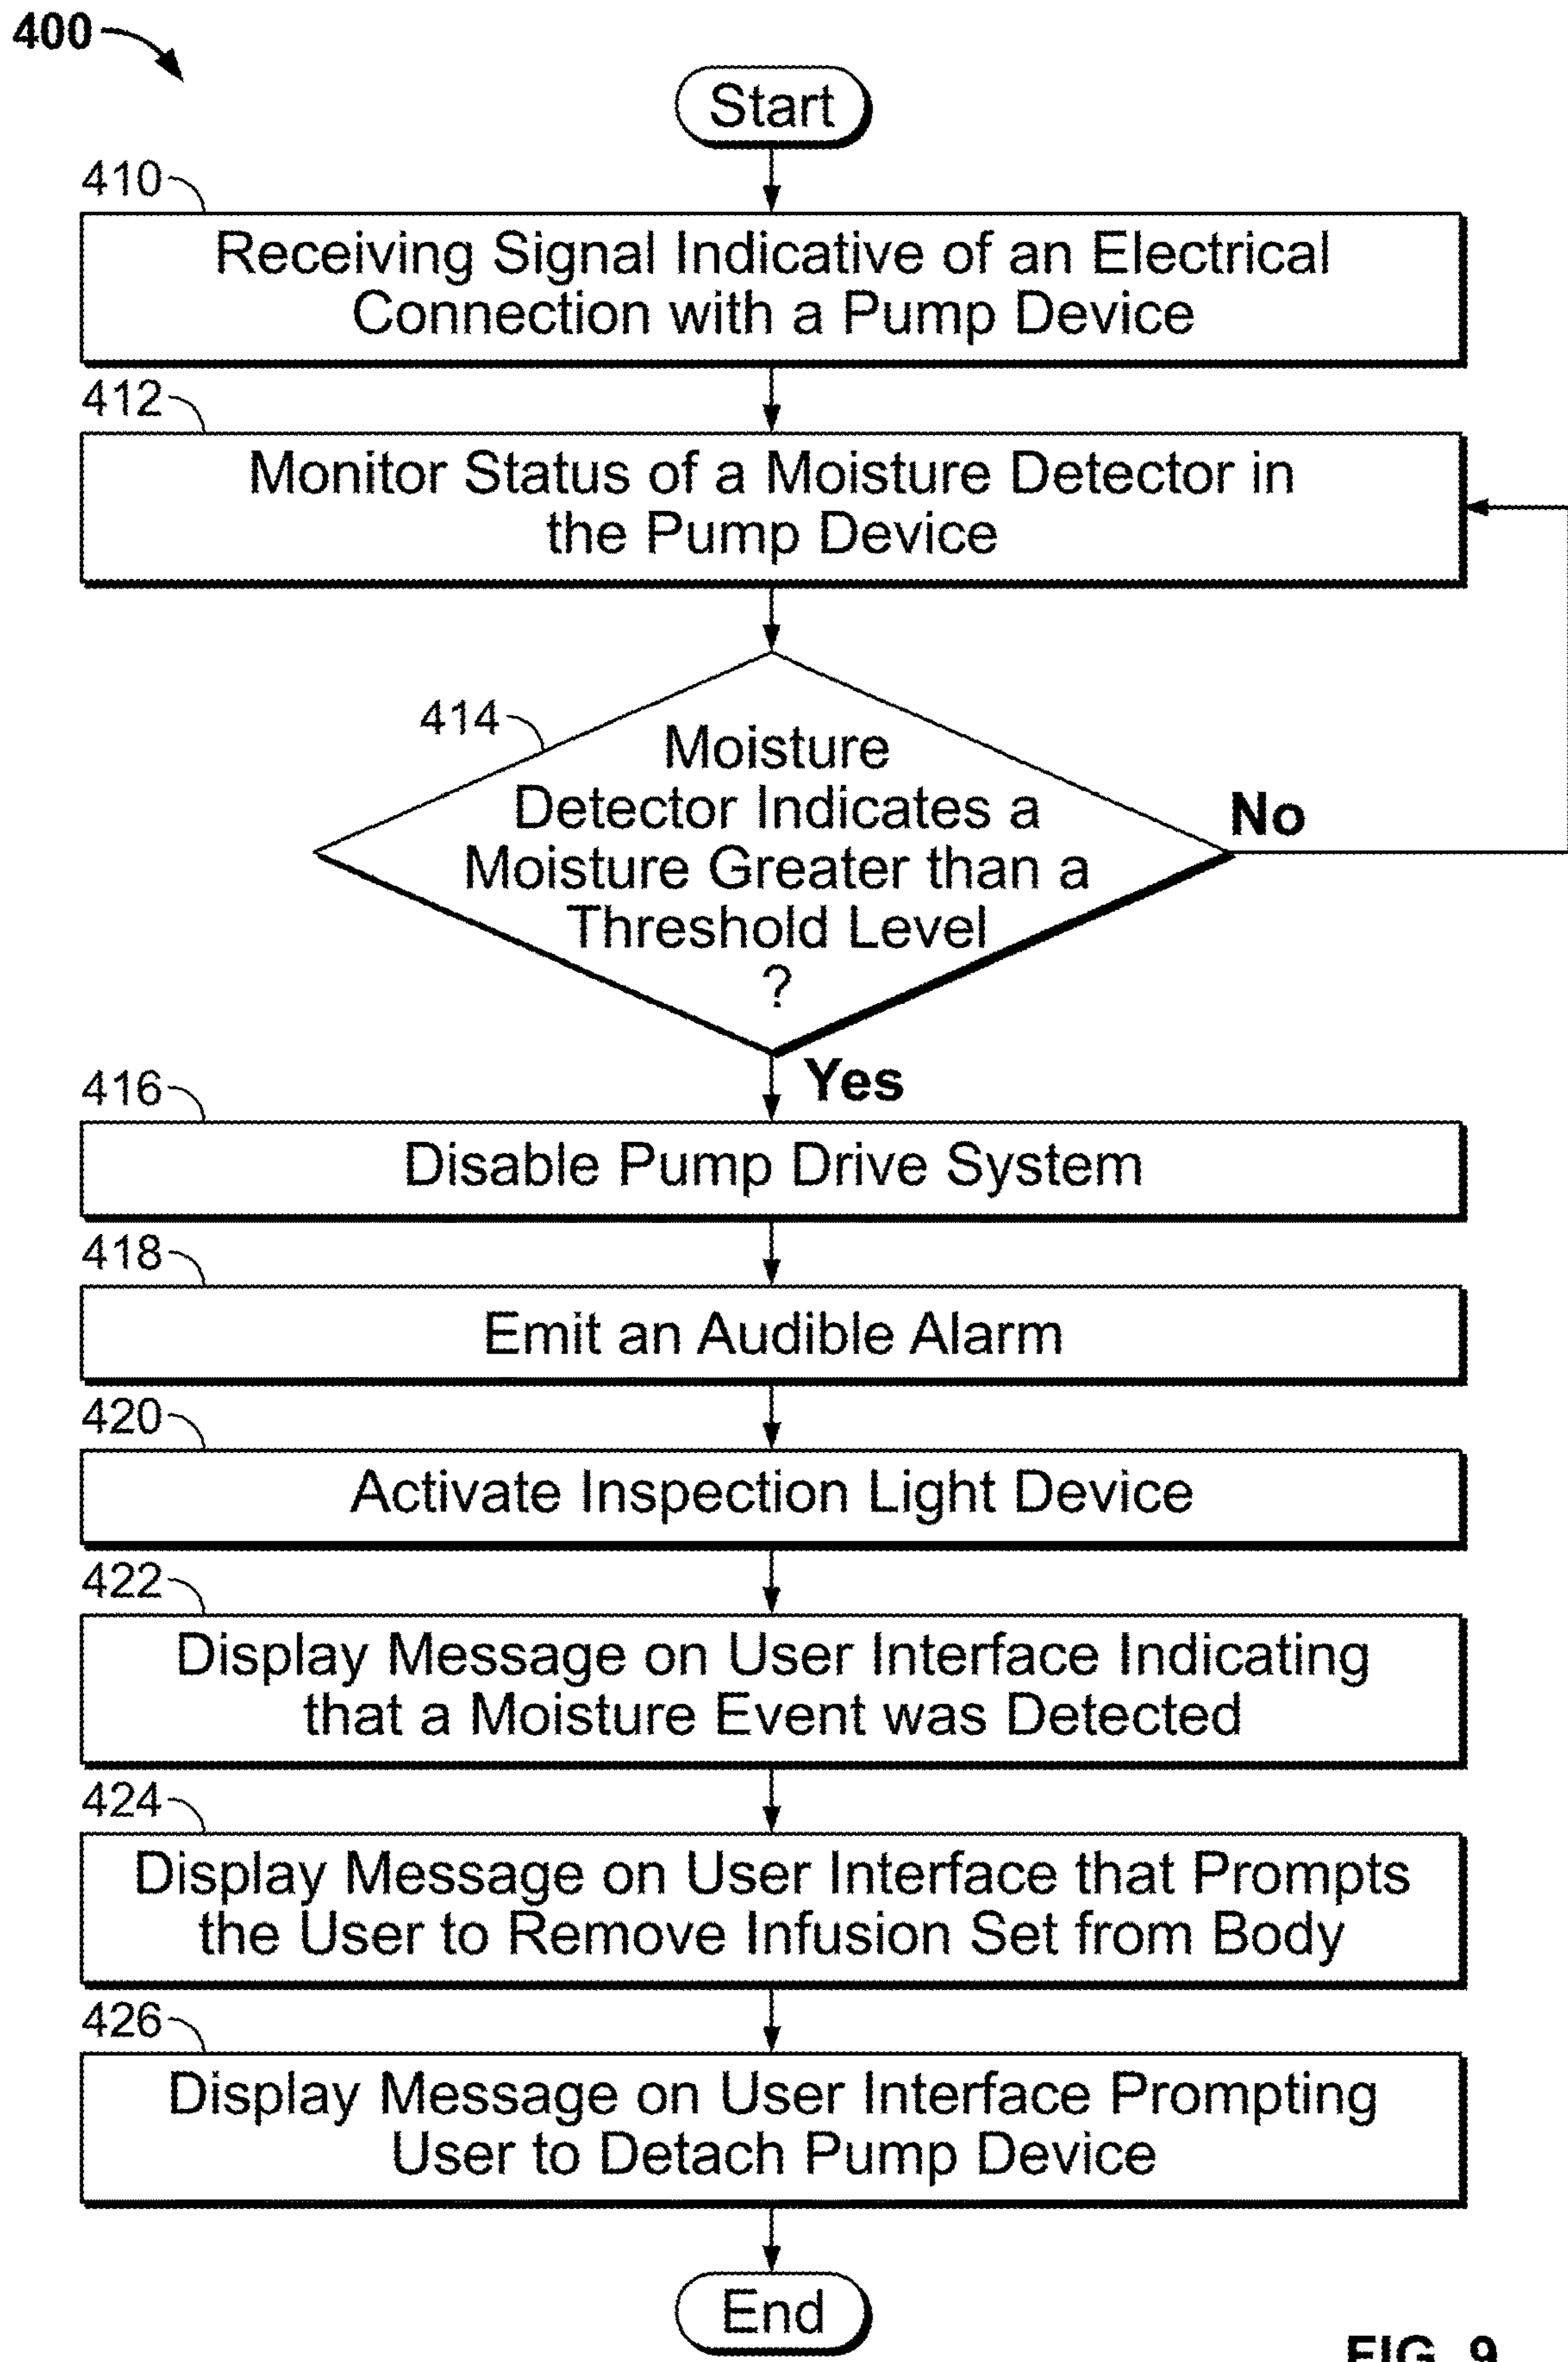 400
Start
410
Receiving Signal Indicative of an Electrical
Connection with a Pump Device
412
Monitor Status of a Moisture Detector in
the Pump Device
414
Moisture
Detector Indicates a
Moisture Greater than a
Threshold Level
?
No
Yes
416
Disable Pump Drive System
418
Emit an Audible Alarm
420
Activate Inspection Light Device
422
Display Message on User Interface Indicating
that a Moisture Event was Detected
424
Display Message on User Interface that Prompts
the User to Remove Infusion Set from Body
426
Display Message on User Interface Prompting
User to Detach Pump Device
End
FIG. 9